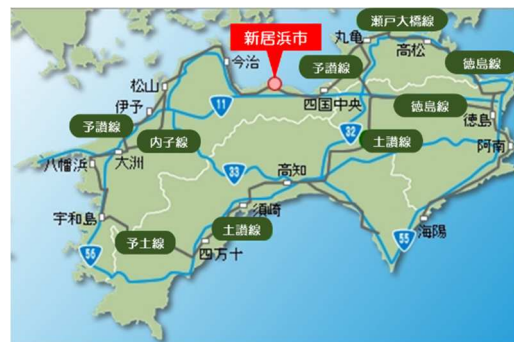 瀬戸大橋線
新居浜市
丸亀
高松
今治
予讃線
徳島線
松山
11
四国中央
徳島線
伊予
徳島
予讃線
内子線
32
土讃線
阿南
八幡浜
大洲
33
高知
須崎
宇和島
土讃線
55
海陽
予土線
四万十
56